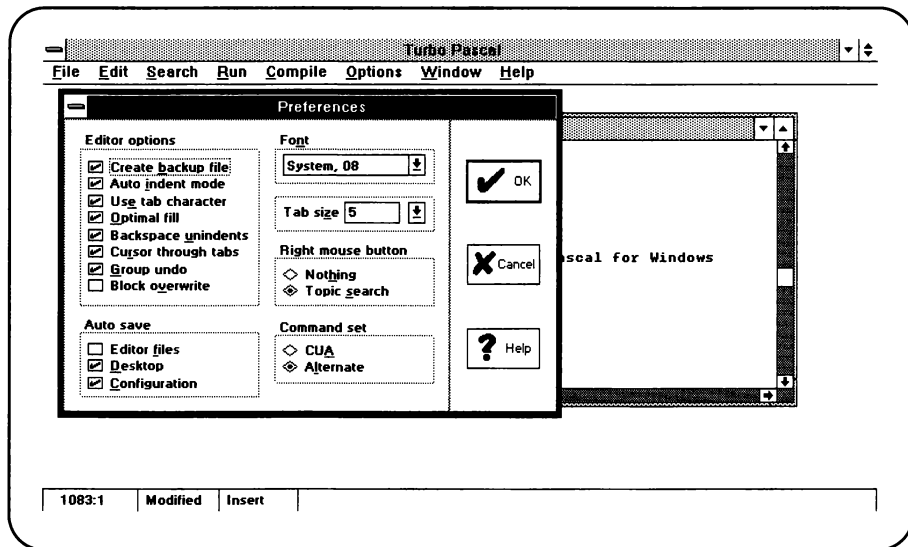 Turbo Pascal
File Edit Search Run Compile Options Window Help
Preferences
Editor options
Create backup file
Auto indent mode
Use tab character
Optimal fill
Backspace unindents
Cursor through tabs
Group undo
Block overwrite
Auto save
Editor files
Desktop
Configuration
Font
System, 08
Tab size 5
Right mouse button
Nothing
Topic search
Command set
CUA
Alternate
OK
Cancel
Help
ascal for Windows
1083:1 Modified Insert